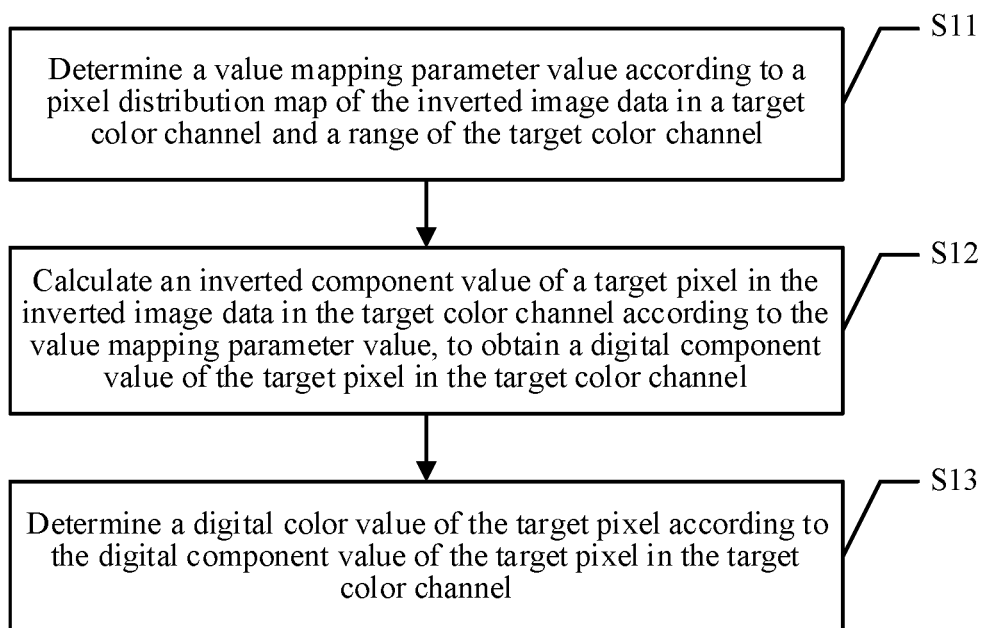 S11
Determine a value mapping parameter value according to a
pixel distribution map of the inverted image data in a target
color channel and a range of the target color channel
S12
Calculate an inverted component value of a target pixel in the
inverted image data in the target color channel according to the
value mapping parameter value, to obtain a digital component
value of the target pixel in the target color channel
S13
Determine a digital color value of the target pixel according to
the digital component value of the target pixel in the target
color channel